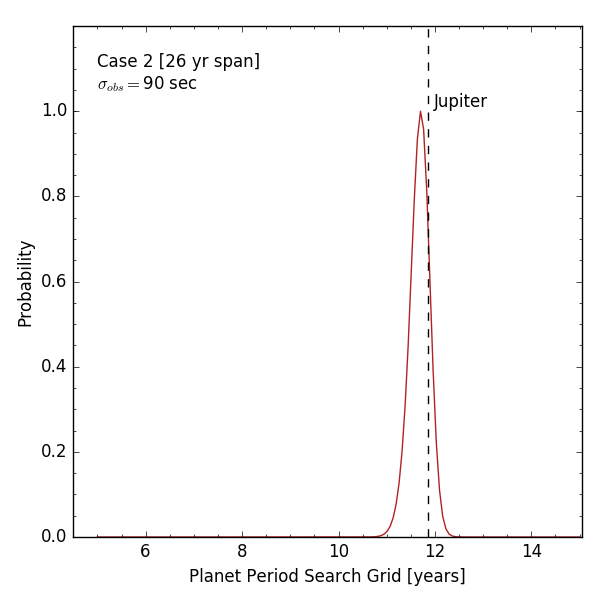 Case 2 [26 yr span]
σ_obs = 90 sec
Jupiter
1.0
0.8
0.6
0.4
0.2
0.0
Probability
6 8 10 12 14
Planet Period Search Grid [years]